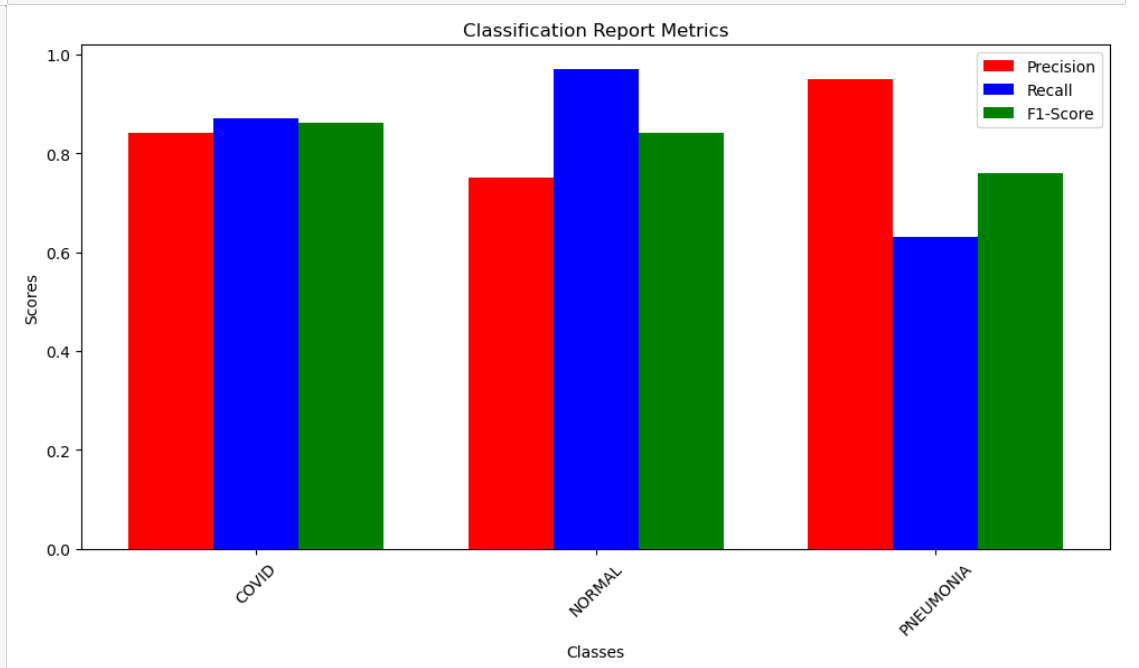 Classification Report Metrics
Precision
Recall
F1-Score
1.0
0.8
0.6
0.4
0.2
0.0
Scores
COVID
NORMAL
PNEUMONIA
Classes